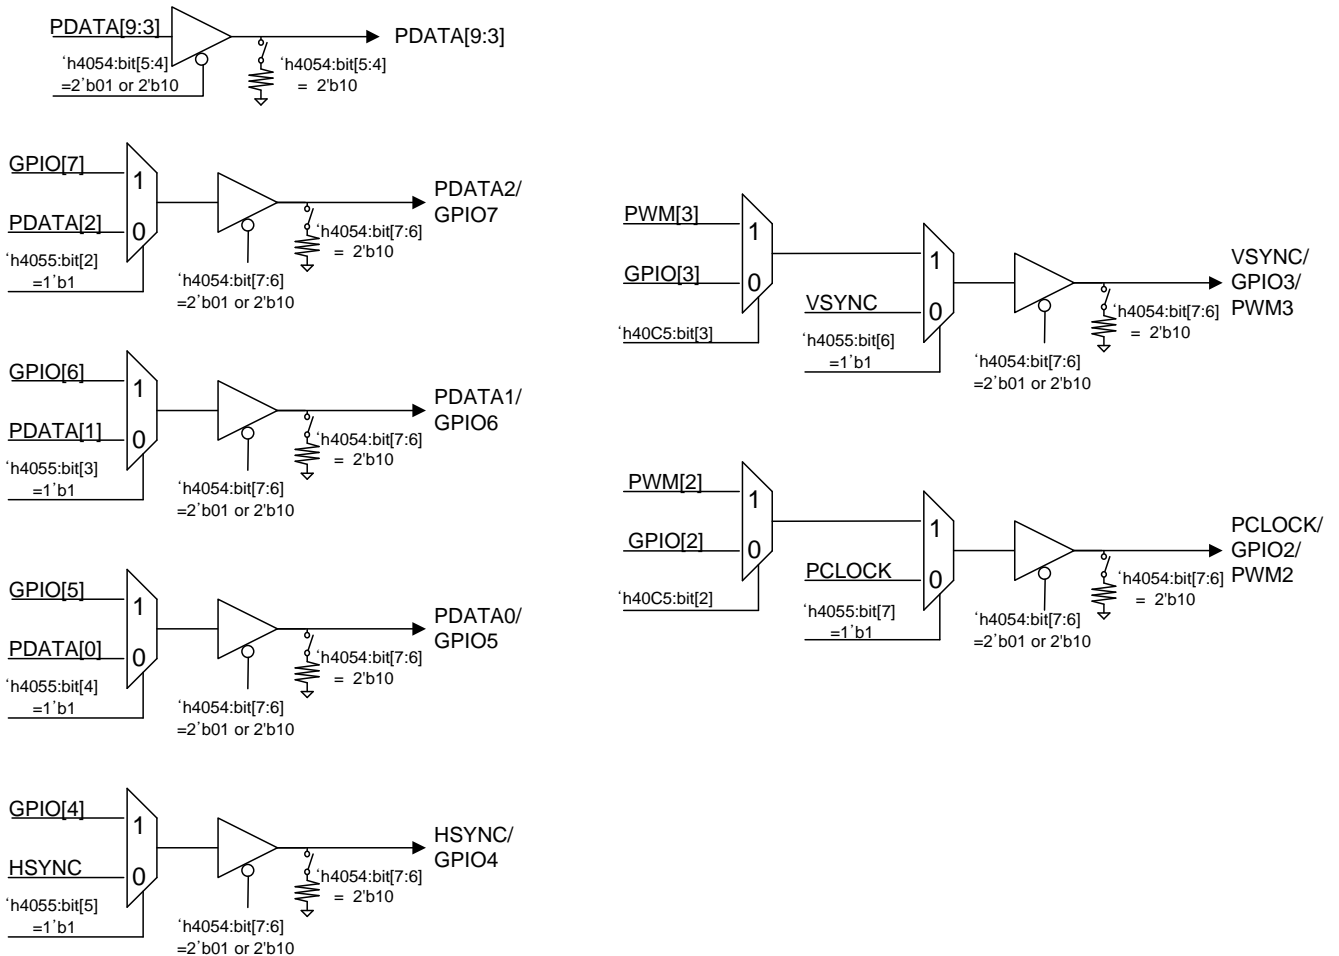 PDATA[9:3]
PDATA[9:3]
‘h4054:bit[5:4]
=2’b01 or 2'b10
‘h4054:bit[5:4]
= 2'b10
GPIO[7]
1
PDATA[2]
0
‘h4055:bit[2]
=1’b1
‘h4054:bit[7:6]
=2’b01 or 2'b10
‘h4054:bit[7:6]
= 2'b10
PDATA2/
GPIO7
GPIO[6]
1
PDATA[1]
0
‘h4055:bit[3]
=1’b1
‘h4054:bit[7:6]
=2’b01 or 2'b10
‘h4054:bit[7:6]
= 2'b10
PDATA1/
GPIO6
GPIO[5]
1
PDATA[0]
0
‘h4055:bit[4]
=1’b1
‘h4054:bit[7:6]
=2’b01 or 2'b10
‘h4054:bit[7:6]
= 2'b10
PDATA0/
GPIO5
GPIO[4]
1
HSYNC
0
‘h4055:bit[5]
=1’b1
‘h4054:bit[7:6]
=2’b01 or 2'b10
‘h4054:bit[7:6]
= 2'b10
HSYNC/
GPIO4
PWM[3]
1
GPIO[3]
0
‘h40C5:bit[3]
1
VSYNC
0
‘h4055:bit[6]
=1’b1
‘h4054:bit[7:6]
=2’b01 or 2'b10
‘h4054:bit[7:6]
= 2'b10
VSYNC/
GPIO3/
PWM3
PWM[2]
1
GPIO[2]
0
‘h40C5:bit[2]
1
PCLOCK
0
‘h4055:bit[7]
=1’b1
‘h4054:bit[7:6]
=2’b01 or 2'b10
‘h4054:bit[7:6]
= 2'b10
PCLOCK/
GPIO2/
PWM2